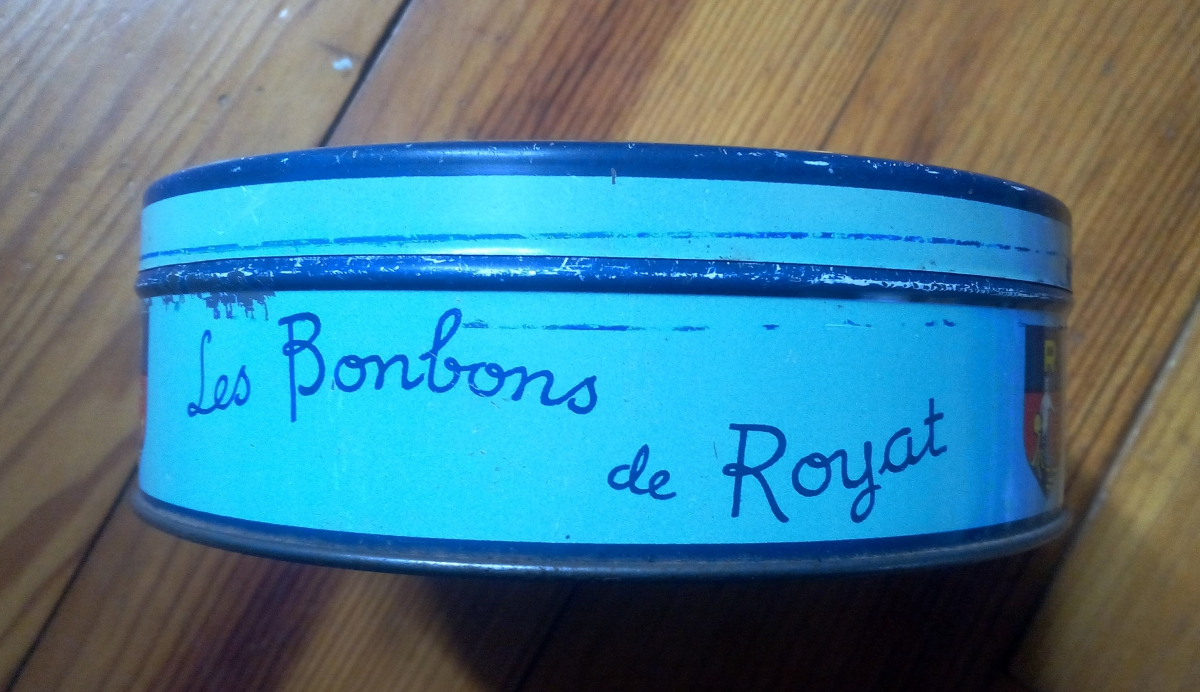 Les Bonbons
de Royat
R